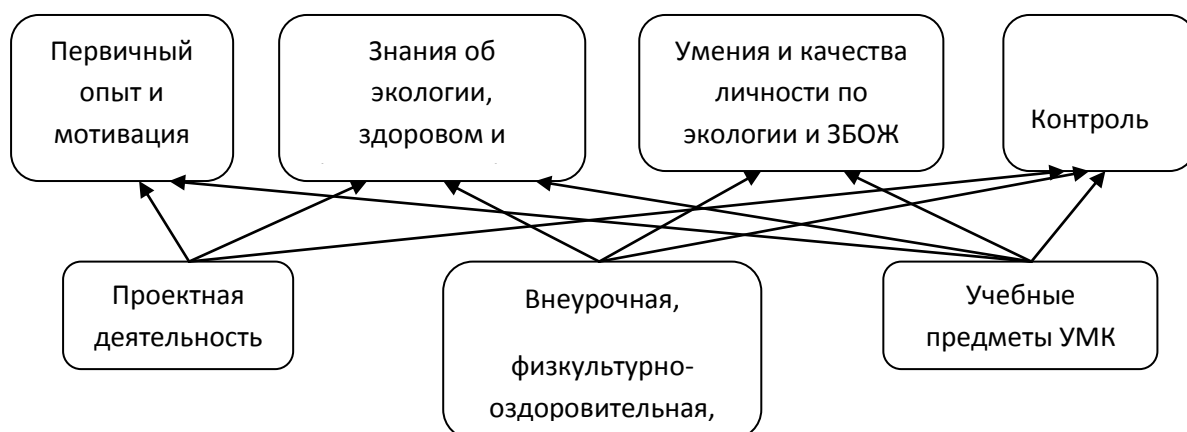 Первичный
опыт и
мотивация
Знания об
экологии,
здоровом и
Умения и качества
личности по
экологии и ЗБОЖ
Контроль
Проектная
деятельность
Внеурочная,
физкультурно-
оздоровительная,
Учебные
предметы УМК